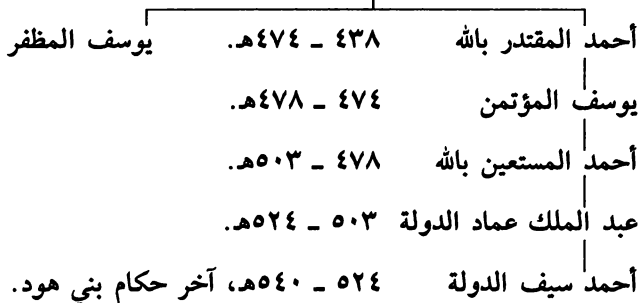 أحمد المقتدر بالله ٤٣٨ ـ ٤٧٤هـ. يوسف المظفر
يوسف المؤتمن ٤٧٤ ـ ٤٧٨هـ.
أحمد المستعين بالله ٤٧٨ ـ ٥٠٣هـ.
عبد الملك عماد الدولة ٥٠٣ ـ ٥٢٤هـ.
أحمد سيف الدولة ٥٢٤ ـ ٥٤٠هـ، آخر حكام بني هود.